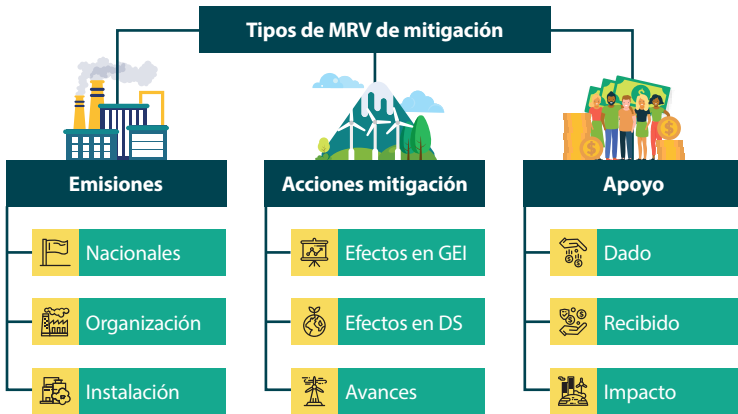 Tipos de MRV de mitigación
Emisiones
Nacionales
Organización
Instalación
Acciones mitigación
Efectos en GEI
Efectos en DS
Avances
Apoyo
Dado
Recibido
Impacto